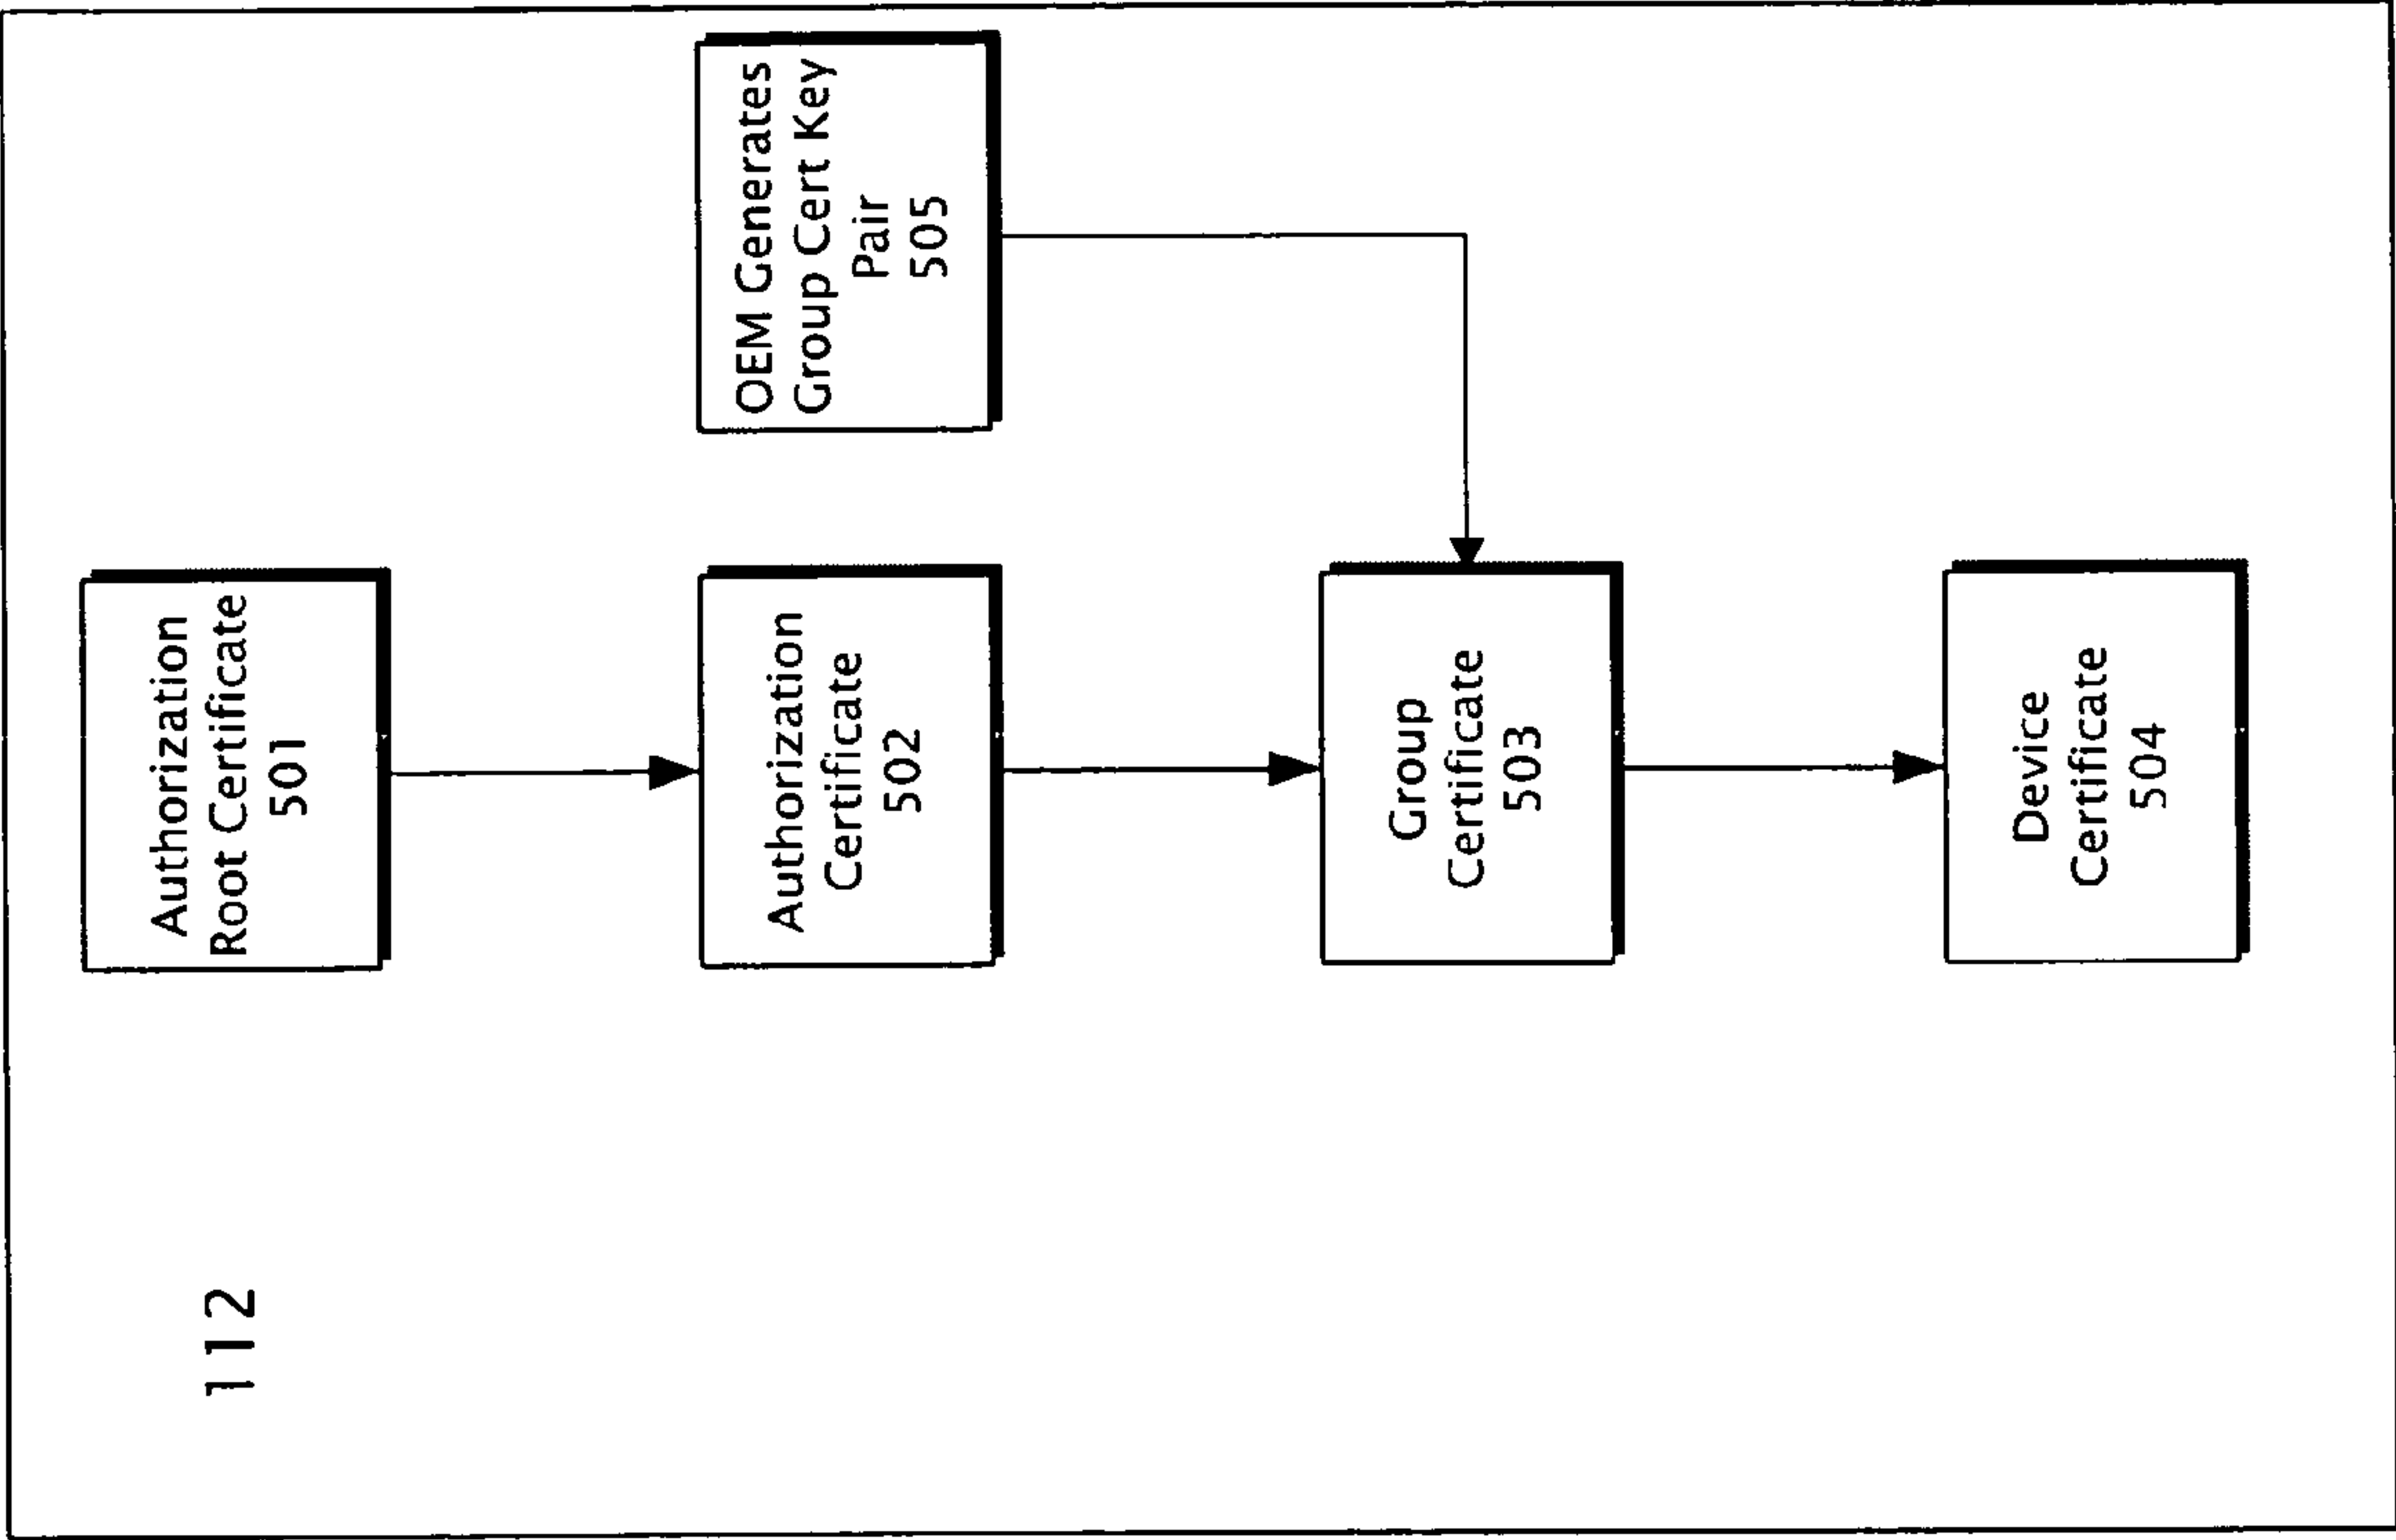 112
Authorization
Root Certificate
501
Authorization
Certificate
502
OEM Generates
Group Cert Key
Pair
505
Group
Certificate
503
Device
Certificate
504